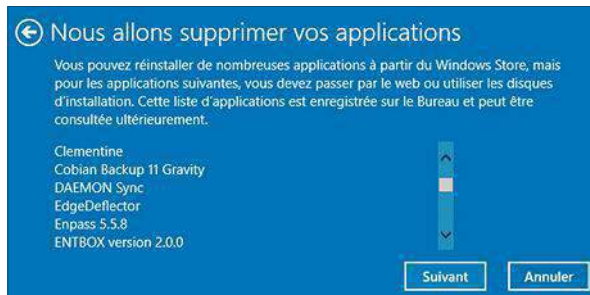 Nous allons supprimer vos applications
Vous pouvez réinstaller de nombreuses applications à partir du Windows Store, mais
pour les applications suivantes, vous devez passer par le web ou utiliser les disques
d'installation. Cette liste d'applications est enregistrée sur le Bureau et peut être
consultée ultérieurement.
Clementine
Cobian Backup 11 Gravity
DAEMON Sync
EdgeDeflector
Enpass 5.5.8
ENTBOX version 2.0.0
Suivant
Annuler